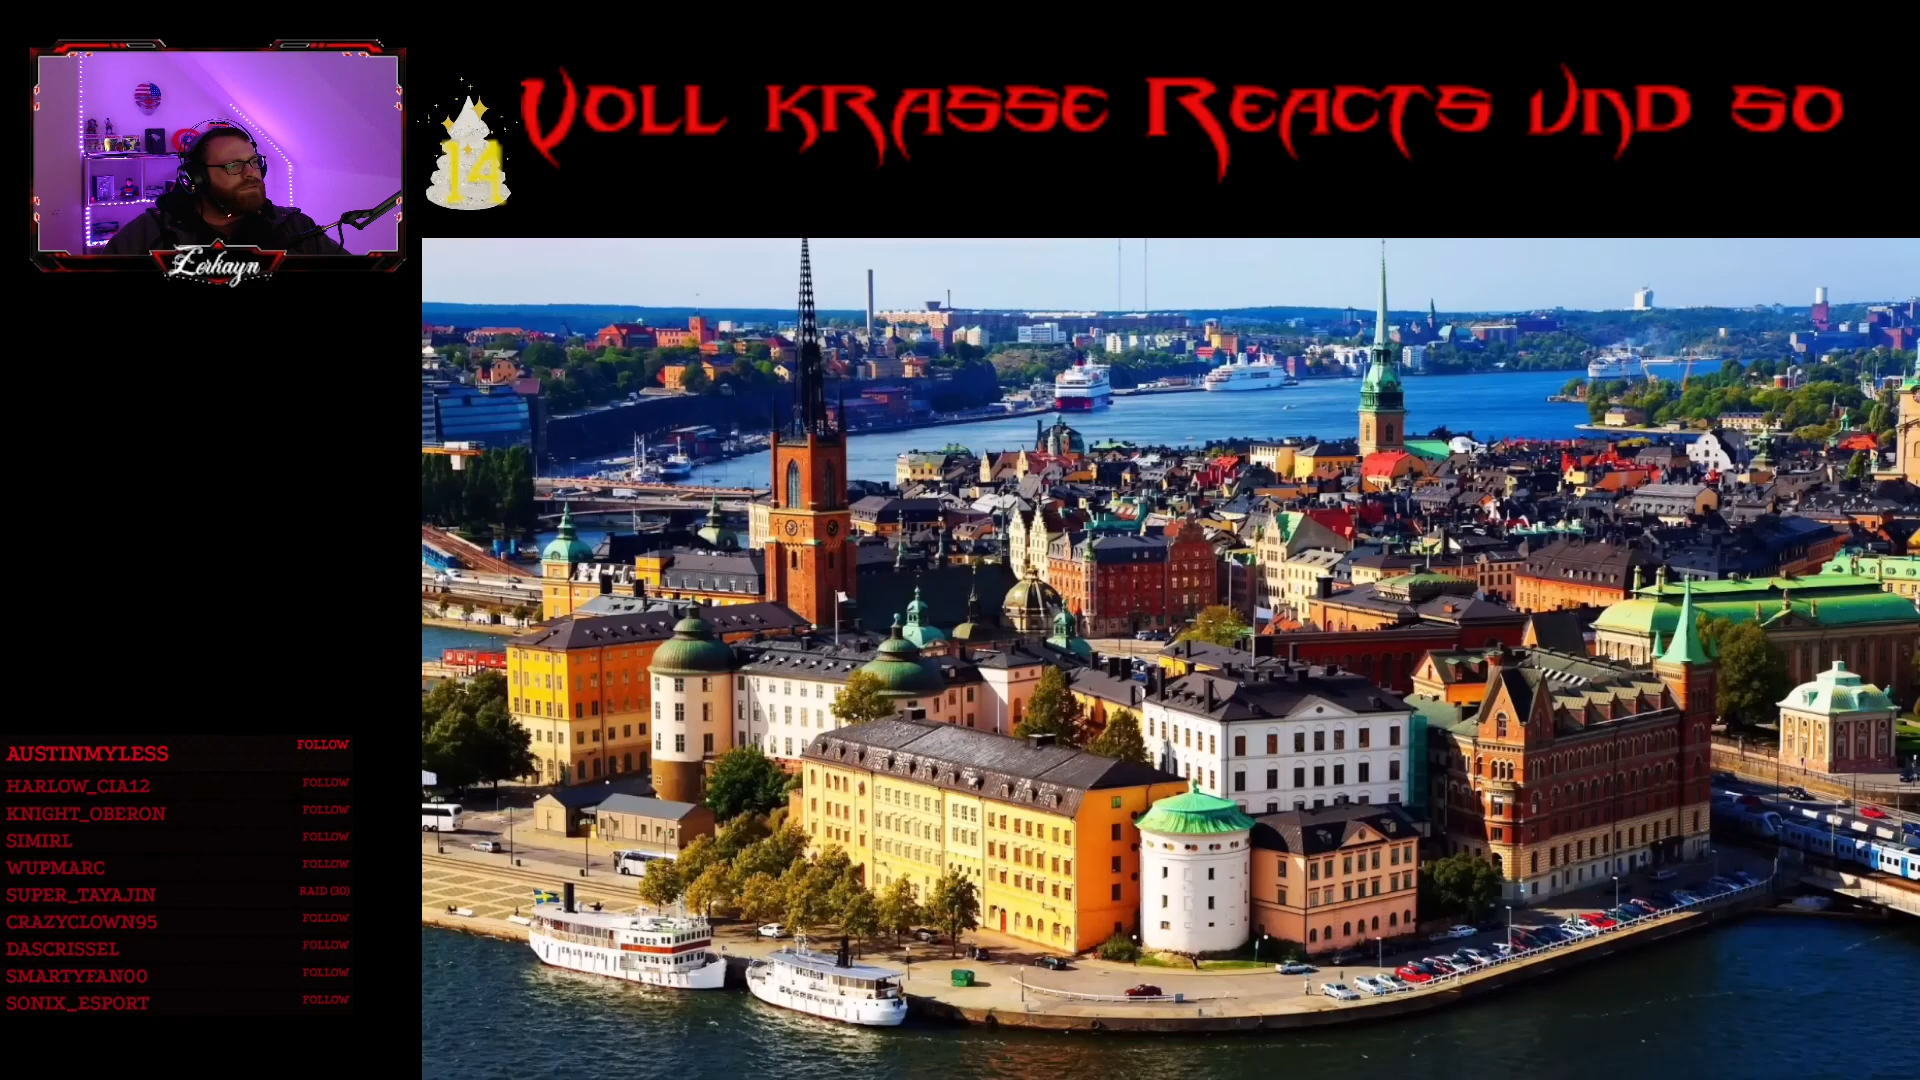 Voll krasse Reacts und so
14
Zerkayn
AUSTINMYLESS FOLLOW
HARLOW_CIA12 FOLLOW
KNIGHT_OBERON FOLLOW
SIMIRL FOLLOW
WUPMARC FOLLOW
SUPER_TAYAJIN RAID (30)
CRAZYCLOWN95 FOLLOW
DASCRISSEL FOLLOW
SMARTYFAN00 FOLLOW
SONIX_ESPORT FOLLOW